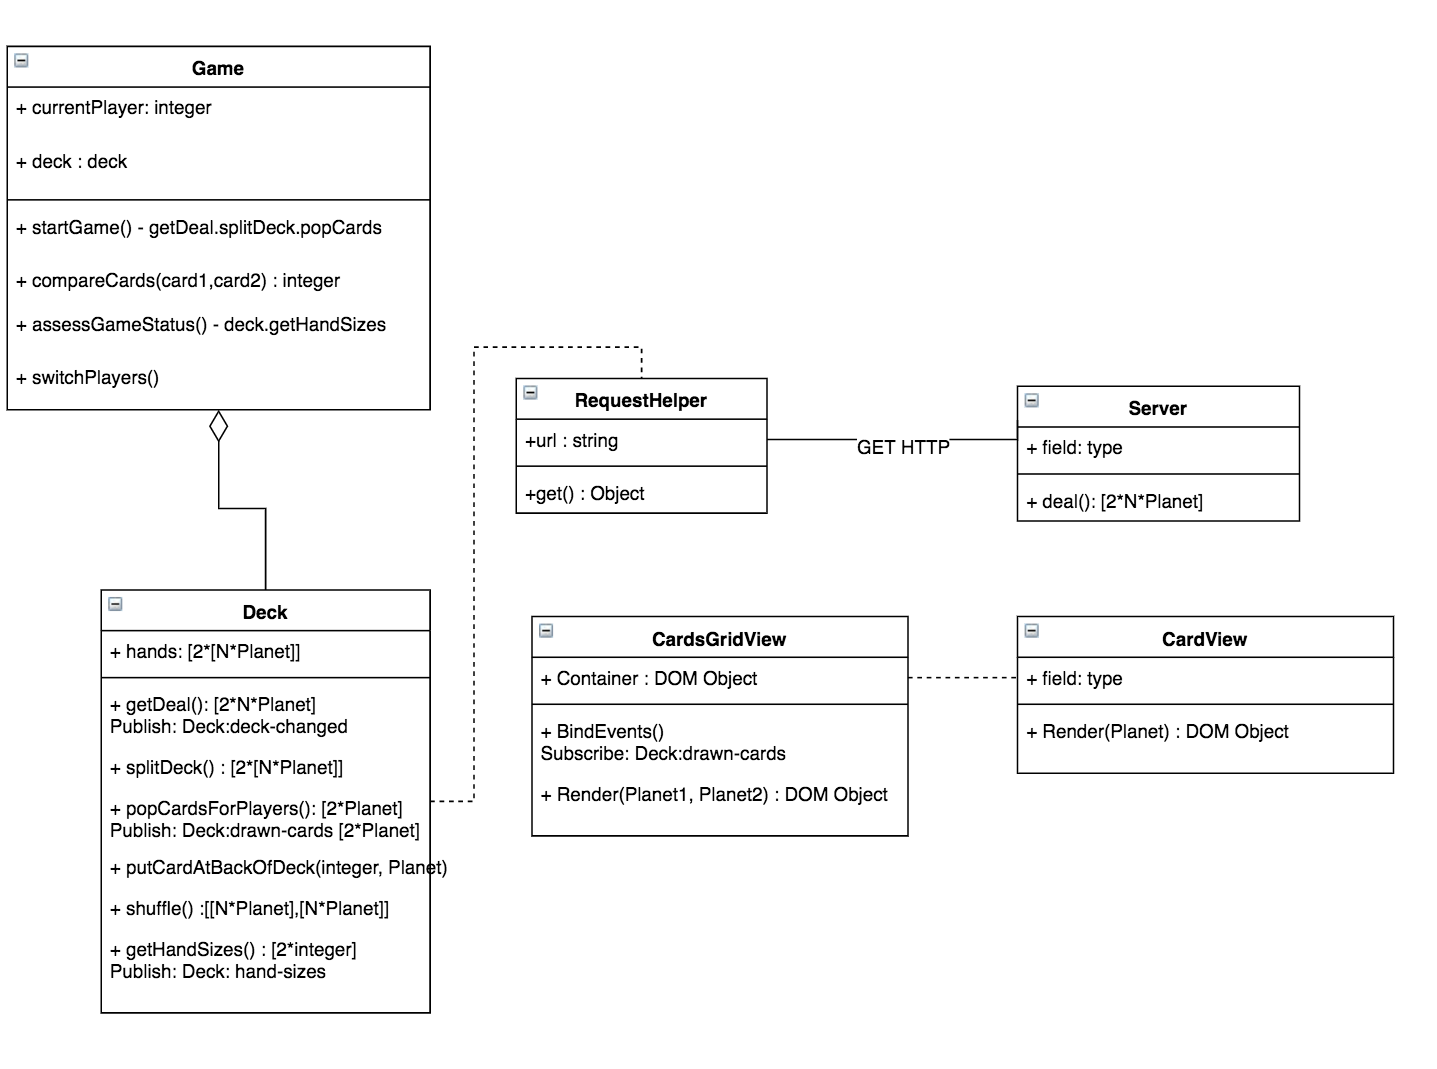 Game
+ currentPlayer: integer
+ deck : deck
+ startGame() - getDeal.splitDeck.popCards
+ compareCards(card1,card2) : integer
+ assessGameStatus() - deck.getHandSizes
+ switchPlayers()
RequestHelper
+url : string
+get() : Object
GET HTTP
Server
+ field: type
+ deal(): [2*N*Planet]
Deck
+ hands: [2*[N*Planet]]
+ getDeal(): [2*N*Planet]
Publish: Deck:deck-changed
+ splitDeck() : [2*[N*Planet]]
+ popCardsForPlayers(): [2*Planet]
Publish: Deck:drawn-cards [2*Planet]
+ putCardAtBackOfDeck(integer, Planet)
+ shuffle() :[[N*Planet],[N*Planet]]
+ getHandSizes() : [2*integer]
Publish: Deck: hand-sizes
CardsGridView
+ Container : DOM Object
+ BindEvents()
Subscribe: Deck:drawn-cards
+ Render(Planet1, Planet2) : DOM Object
CardView
+ field: type
+ Render(Planet) : DOM Object